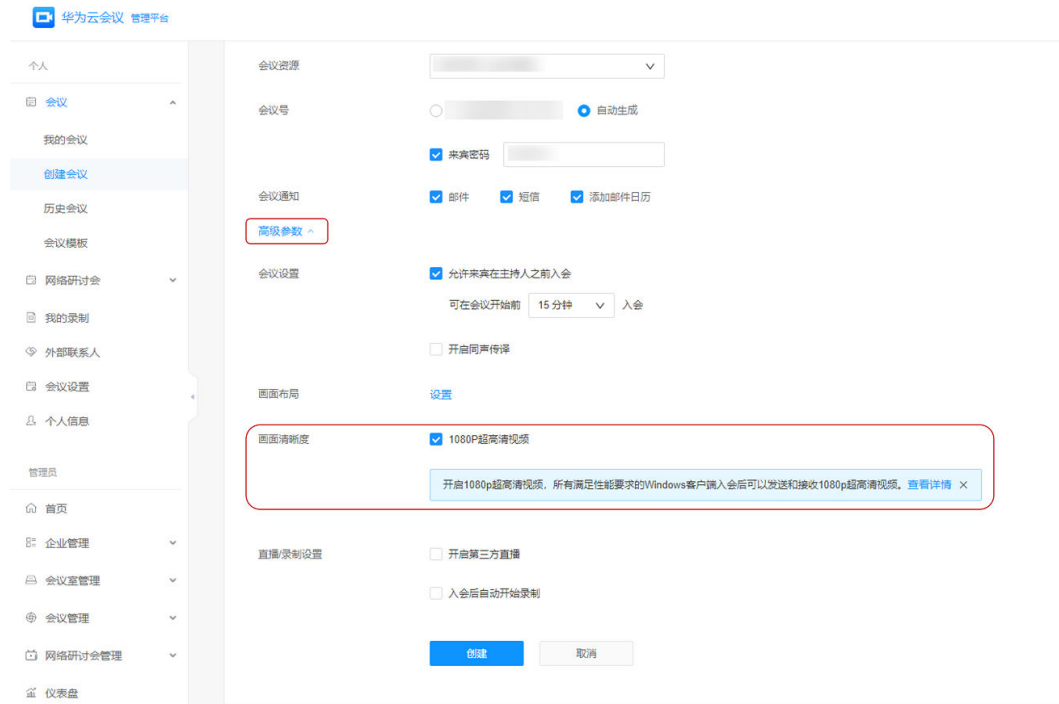 华为云会议 管理平台
个人
会议
我的会议
创建会议
历史会议
会议模板
网络研讨会
我的录制
外部联系人
会议设置
个人信息
管理员
首页
企业管理
会议室管理
会议管理
网络研讨会管理
仪表盘
会议资源
会议号
自动生成
来宾密码
会议通知
邮件 短信 添加邮件日历
高级参数
会议设置
允许来宾在主持人之前入会
可在会议开始前 15 分钟 入会
开启同声传译
画面布局 设置
画面清晰度 1080P超高清视频
开启1080p超高清视频，所有满足性能要求的Windows客户端入会后可以发送和接收1080p超高清视频。查看详情
直播/录制设置 开启第三方直播
入会后自动开始录制
创建 取消